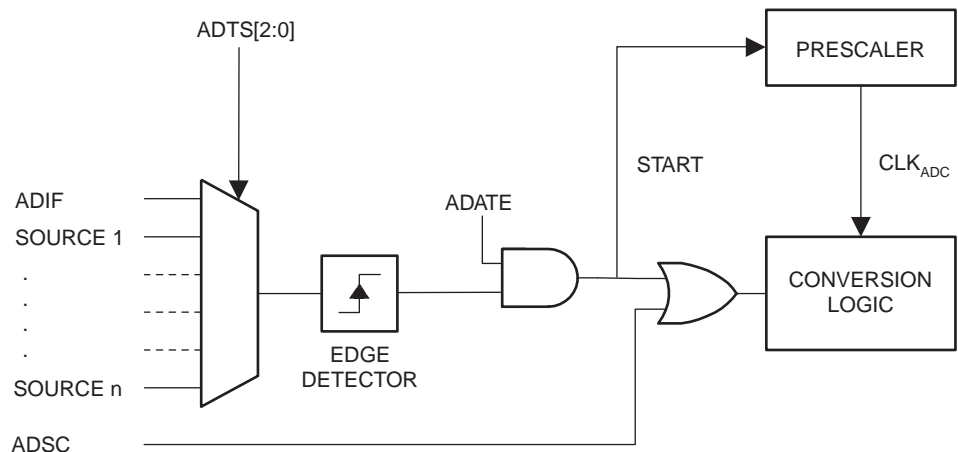 ADTS[2:0]
PRESCALER
START
CLKADC
ADIF
ADATE
SOURCE 1
.
.
.
.
CONVERSION
LOGIC
EDGE
DETECTOR
SOURCE n
ADSC